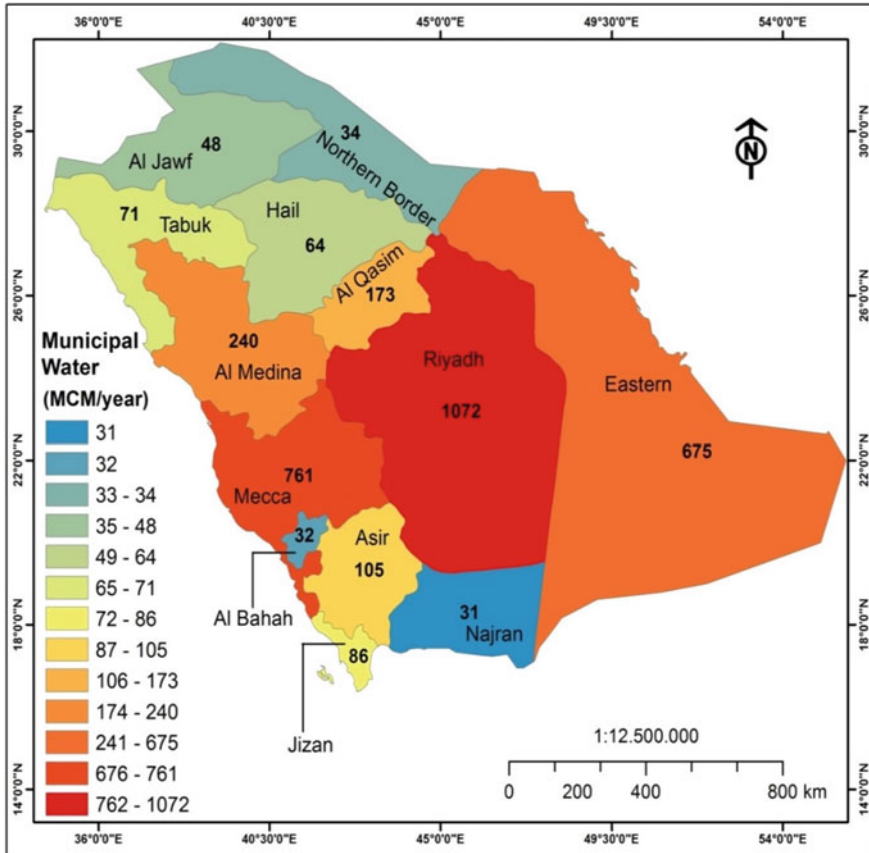 36°0'0"E 40°30'0"E 45°0'0"E 49°30'0"E 54°0'0"E
30°0'0"N
26°0'0"N
22°0'0"N
18°0'0"N
14°0'0"N
N
34
Northern Border
48
Al Jawf
71
Tabuk
Hail
64
Al Qasim
173
240
Al Medina
Riyadh
1072
Eastern
675
761
Mecca
32
Al Bahah
Asir
105
31
Najran
86
Jizan
Municipal
Water
(MCM/year)
31
32
33 - 34
35 - 48
49 - 64
65 - 71
72 - 86
87 - 105
106 - 173
174 - 240
241 - 675
676 - 761
762 - 1072
1:12.500.000
0 200 400 800 km
30°0'0"N
26°0'0"N
22°0'0"N
18°0'0"N
14°0'0"N
36°0'0"E 40°30'0"E 45°0'0"E 49°30'0"E 54°0'0"E